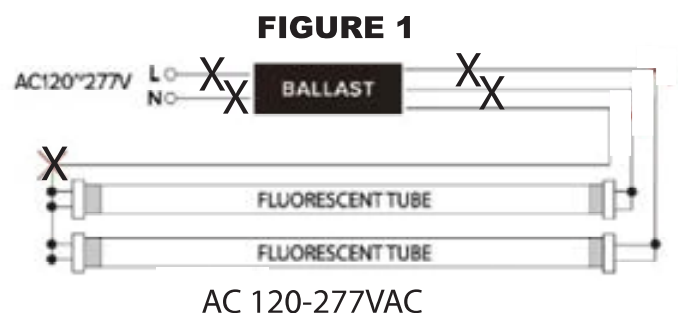 FIGURE 1
AC120~277V
L
N
X
X
BALLAST
X
X
X
FLUORESCENT TUBE
FLUORESCENT TUBE
AC 120-277VAC